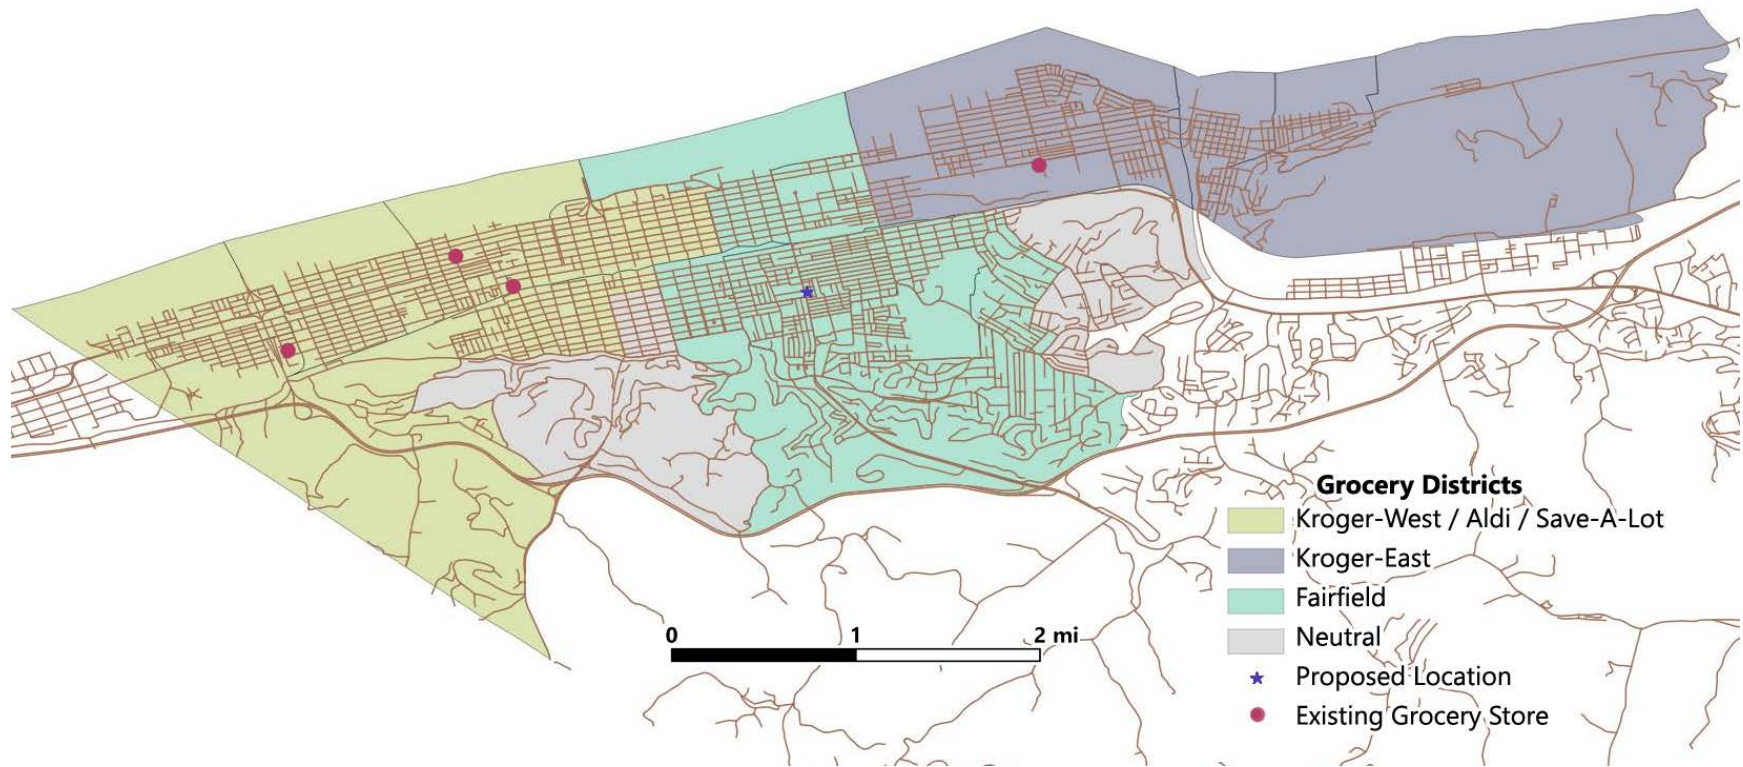 0 1 2 mi
Grocery Districts
Kroger-West / Aldi / Save-A-Lot
Kroger-East
Fairfield
Neutral
Proposed Location
Existing Grocery Store